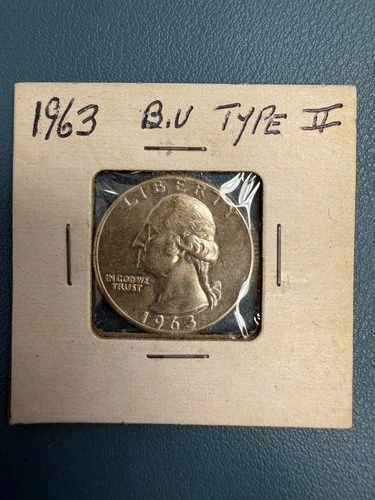 1963 B.U TYPE II
LIBERTY
IN GOD WE
TRUST
1963